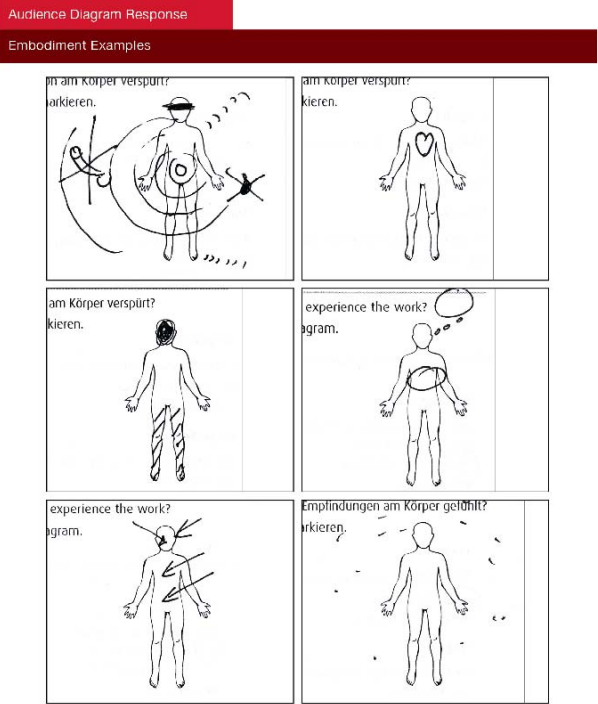 Audience Diagram Response
Embodiment Examples
am Körper verspürt?
arkieren.
am Körper verspürt?
kieren.
am Körper verspürt?
kieren.
experience the work?
agram.
experience the work?
agram.
Empfindungen am Körper gefühlt?
rkieren.